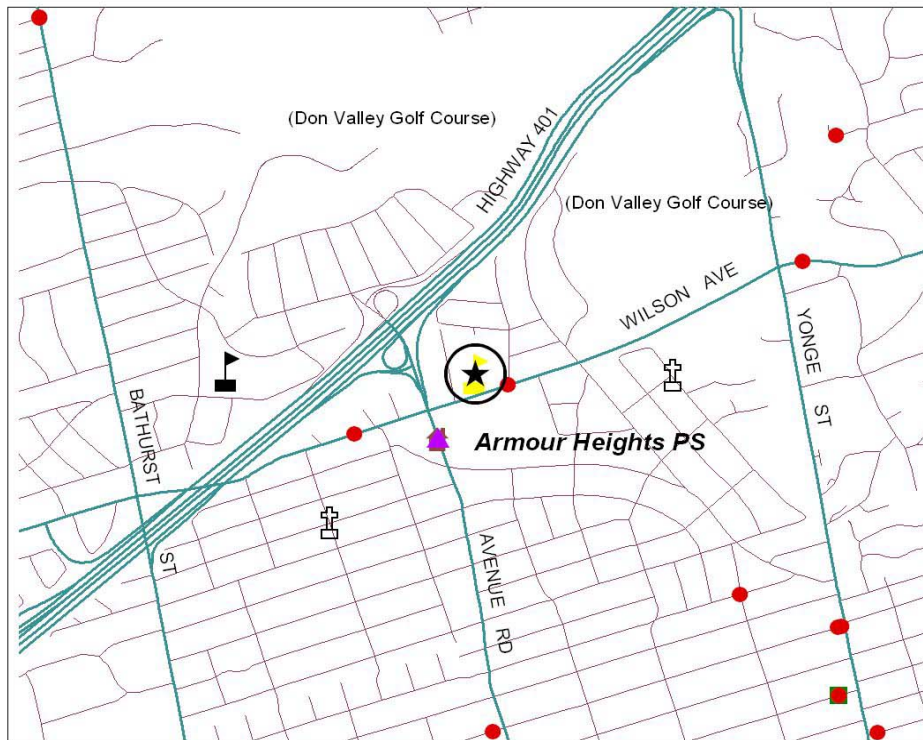 (Don Valley Golf Course)
HIGHWAY 401
(Don Valley Golf Course)
WILSON AVE
YONGE ST
BATHURST ST
Armour Heights PS
AVENUE RD